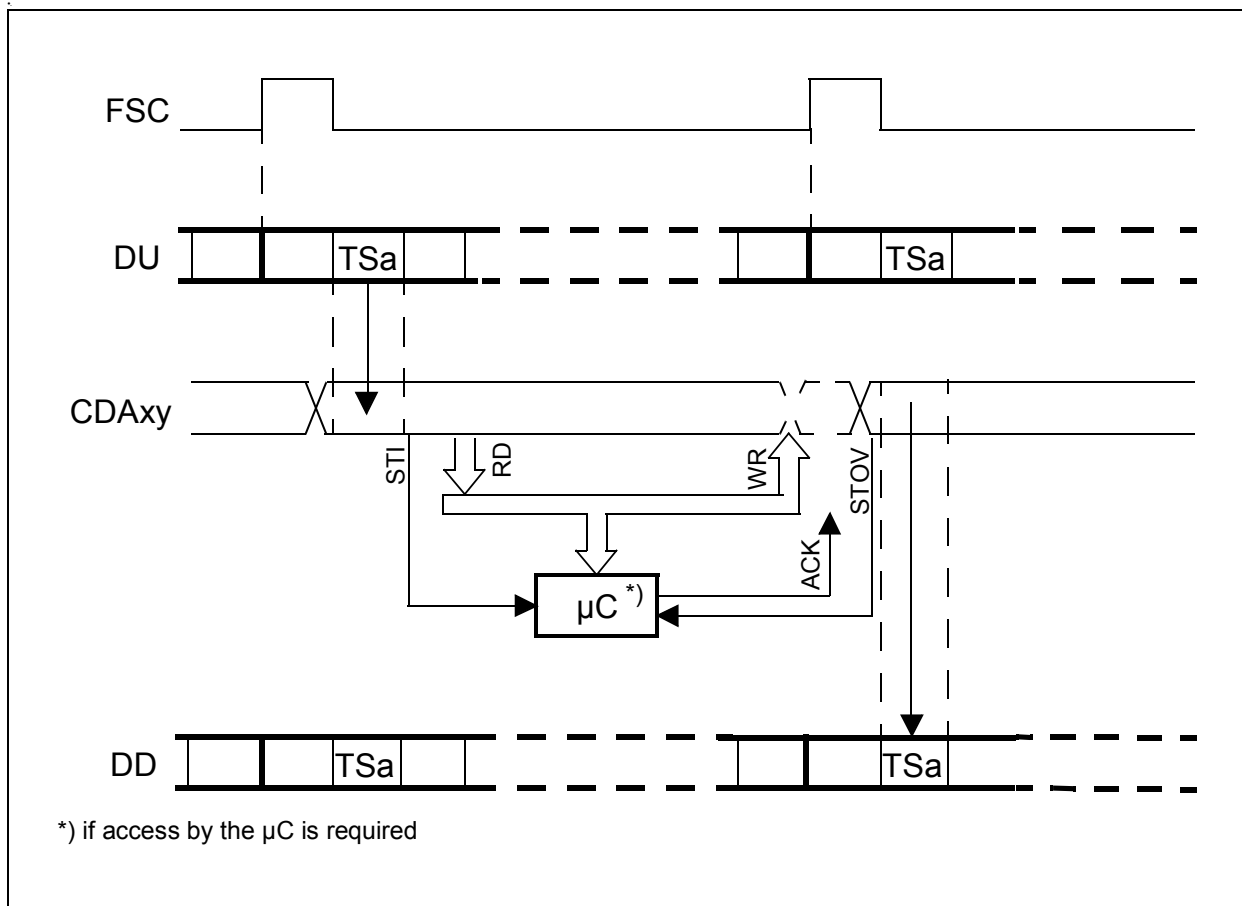 FSC
DU
TSa
TSa
CDAxy
STI
RD
WR
STOV
ACK
µC *)
DD
TSa
TSa
*) if access by the µC is required